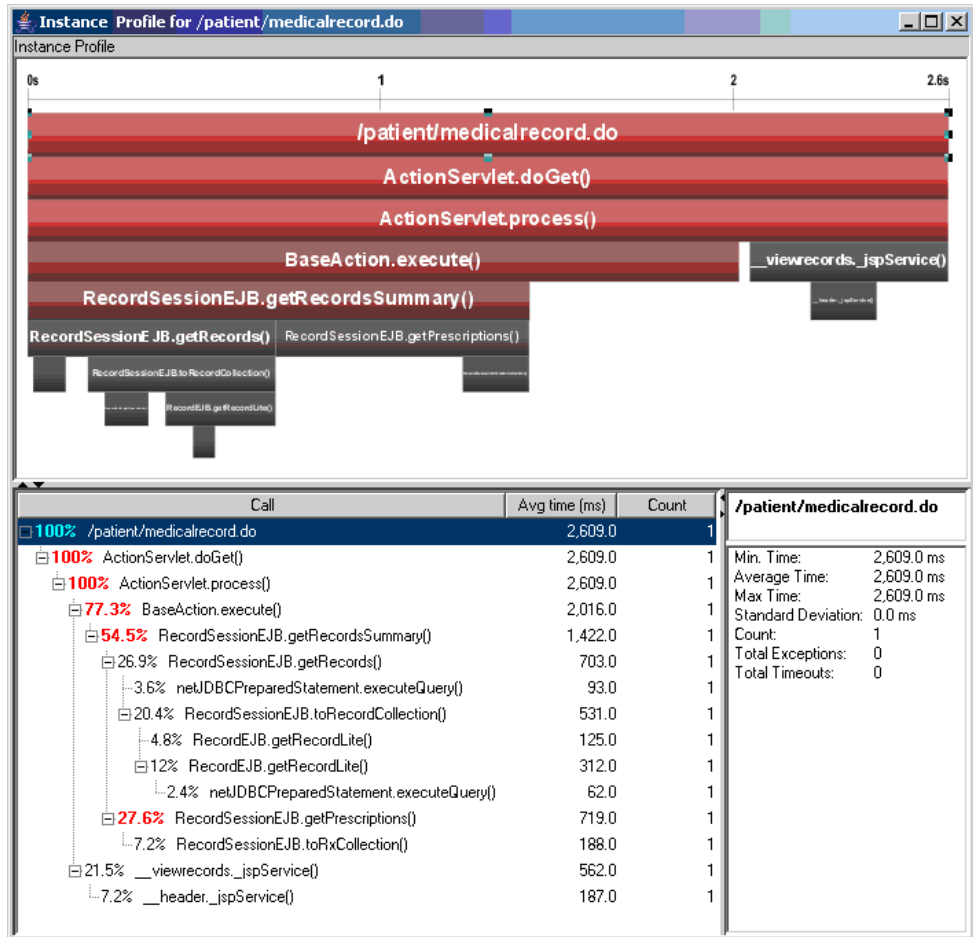 Instance Profile for /patient/medicalrecord.do
Instance Profile
0s 1 2 2.6s
/patient/medicalrecord.do
ActionServlet.doGet()
ActionServlet.process()
BaseAction.execute() __viewrecords._jspService()
RecordSessionEJB.getRecordsSummary() __header._jspService()
RecordSessionEJB.getRecords() RecordSessionEJB.getPrescriptions()
RecordSessionEJB.toRecordCollection()
RecordEJB.getRecordLite()
Call Avg time (ms) Count
100% /patient/medicalrecord.do 2,609.0 1
100% ActionServlet.doGet() 2,609.0 1
100% ActionServlet.process() 2,609.0 1
77.3% BaseAction.execute() 2,016.0 1
54.5% RecordSessionEJB.getRecordsSummary() 1,422.0 1
26.9% RecordSessionEJB.getRecords() 703.0 1
3.6% netJDBCPreparedStatement.executeQuery() 93.0 1
20.4% RecordSessionEJB.toRecordCollection() 531.0 1
4.8% RecordEJB.getRecordLite() 125.0 1
12% RecordEJB.getRecordLite() 312.0 1
2.4% netJDBCPreparedStatement.executeQuery() 62.0 1
27.6% RecordSessionEJB.getPrescriptions() 719.0 1
7.2% RecordSessionEJB.toRxCollection() 188.0 1
21.5% __viewrecords._jspService() 562.0 1
7.2% __header._jspService() 187.0 1
/patient/medicalrecord.do
Min. Time: 2,609.0 ms
Average Time: 2,609.0 ms
Max Time: 2,609.0 ms
Standard Deviation: 0.0 ms
Count: 1
Total Exceptions: 0
Total Timeouts: 0